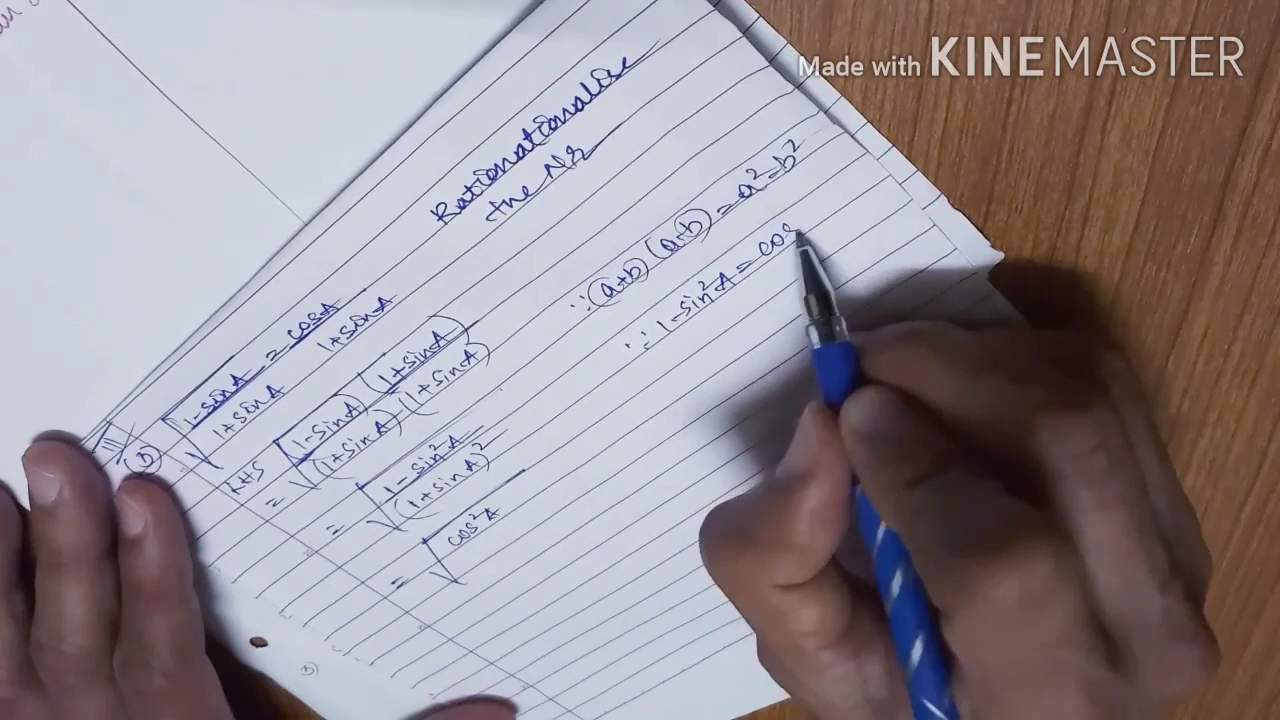 Made with KINEMASTER
Rationalise
the Nr
∵ (a+b) (a-b) = a²-b²
∵ 1-sin²A = cos
(i) √(1-sinA / 1+sinA) = cosA / 1+sinA
LHS
= √((1-sinA) (1+sinA) / (1+sinA) (1+sinA))
= √(1-sin²A / (1+sinA)²)
= √(cos²A